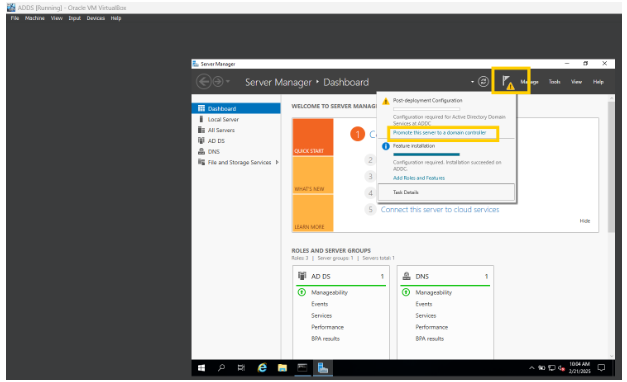 ADDS [Running] - Oracle VM VirtualBox
File Machine View Input Devices Help
Server Manager
Server Manager • Dashboard
Manage Tools View Help
Dashboard
Local Server
All Servers
AD DS
DNS
File and Storage Services
WELCOME TO SERVER MANAG
QUICK START
WHAT'S NEW
LEARN MORE
1
2
3
4
5 Connect this server to cloud services
Hide
Post-deployment Configuration
Configuration required for Active Directory Domain
Services at ADDC
Promote this server to a domain controller
Feature installation
Configuration required. Installation succeeded on
ADDC.
Add Roles and Features
Task Details
ROLES AND SERVER GROUPS
Roles: 3 | Server groups: 1 | Servers total: 1
AD DS 1
Manageability
Events
Services
Performance
BPA results
DNS 1
Manageability
Events
Services
Performance
BPA results
10:04 AM
2/21/2025